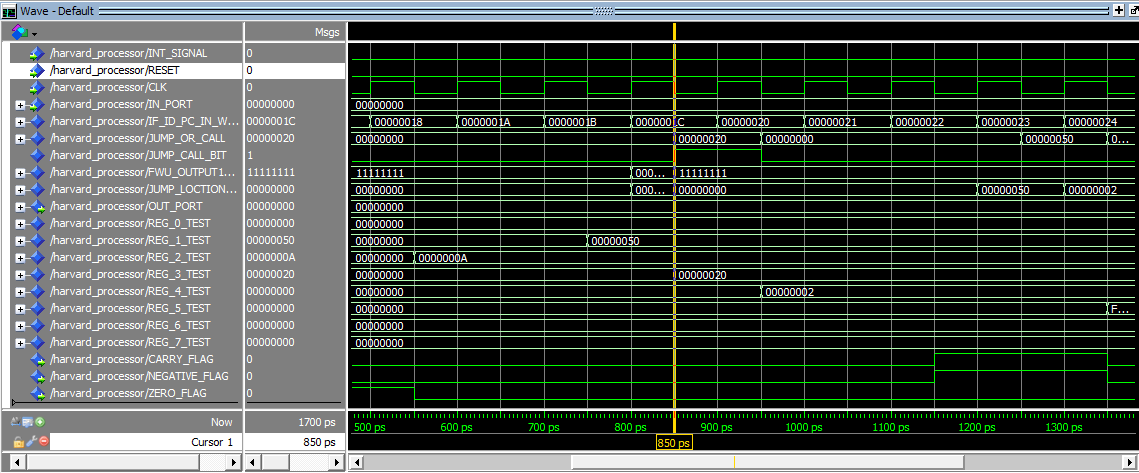 Wave - Default
Msgs
/harvard_processor/INT_SIGNAL 0
/harvard_processor/RESET 0
/harvard_processor/CLK 0
/harvard_processor/IN_PORT 00000000 00000000
/harvard_processor/IF_ID_PC_IN_W... 0000001C 00000018 0000001A 0000001B 0000001C 00000020 00000021 00000022 00000023 00000024
/harvard_processor/JUMP_OR_CALL 00000020 00000000 00000020 00000000 00000050 0...
/harvard_processor/JUMP_CALL_BIT 1
/harvard_processor/FWU_OUTPUT1... 11111111 11111111 000... 11111111
/harvard_processor/JUMP_LOCTION... 00000000 00000000 000... 00000000 00000050 00000002
/harvard_processor/OUT_PORT 00000000 00000000
/harvard_processor/REG_0_TEST 00000000 00000000
/harvard_processor/REG_1_TEST 00000050 00000000 00000050
/harvard_processor/REG_2_TEST 0000000A 00000000 0000000A
/harvard_processor/REG_3_TEST 00000020 00000000 00000020
/harvard_processor/REG_4_TEST 00000000 00000000 00000002
/harvard_processor/REG_5_TEST 00000000 00000000 F...
/harvard_processor/REG_6_TEST 00000000 00000000
/harvard_processor/REG_7_TEST 00000000 00000000
/harvard_processor/CARRY_FLAG 0
/harvard_processor/NEGATIVE_FLAG 0
/harvard_processor/ZERO_FLAG 0
Now 1700 ps 500 ps 600 ps 700 ps 800 ps 900 ps 1000 ps 1100 ps 1200 ps 1300 ps
Cursor 1 850 ps 850 ps